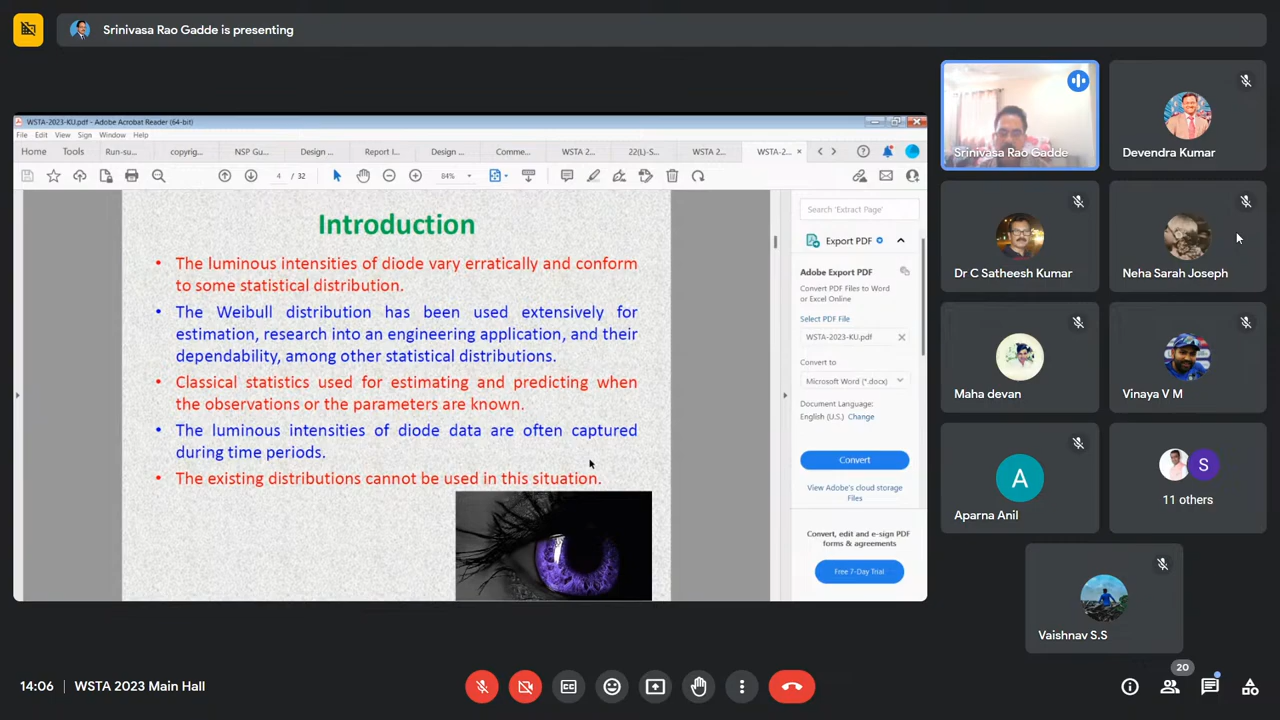 Srinivasa Rao Gadde is presenting
WSTA-2023-KU.pdf - Adobe Acrobat Reader (64-bit)
File Edit View Sign Window Help
Home Tools Run-su... copyrig... NSP Gu... Design ... Report I... Design ... Comme... WSTA 2... 22(L)-S... WSTA 2... WSTA-2... ×
4 / 32 84%
Introduction
• The luminous intensities of diode vary erratically and conform
to some statistical distribution.
• The Weibull distribution has been used extensively for
estimation, research into an engineering application, and their
dependability, among other statistical distributions.
• Classical statistics used for estimating and predicting when
the observations or the parameters are known.
• The luminous intensities of diode data are often captured
during time periods.
• The existing distributions cannot be used in this situation.
Search 'Extract Page'
Export PDF
Adobe Export PDF
Convert PDF Files to Word
or Excel Online
Select PDF File
WSTA-2023-KU.pdf
Convert to
Microsoft Word (*.docx)
Document Language:
English (U.S.) Change
Convert
View Adobe's cloud storage
Files
Convert, edit and e-sign PDF
forms & agreements
Free 7-Day Trial
Srinivasa Rao Gadde
Devendra Kumar
Dr C Satheesh Kumar
Neha Sarah Joseph
Maha devan
Vinaya V M
A
Aparna Anil
S
11 others
Vaishnav S.S
14:06 | WSTA 2023 Main Hall
20